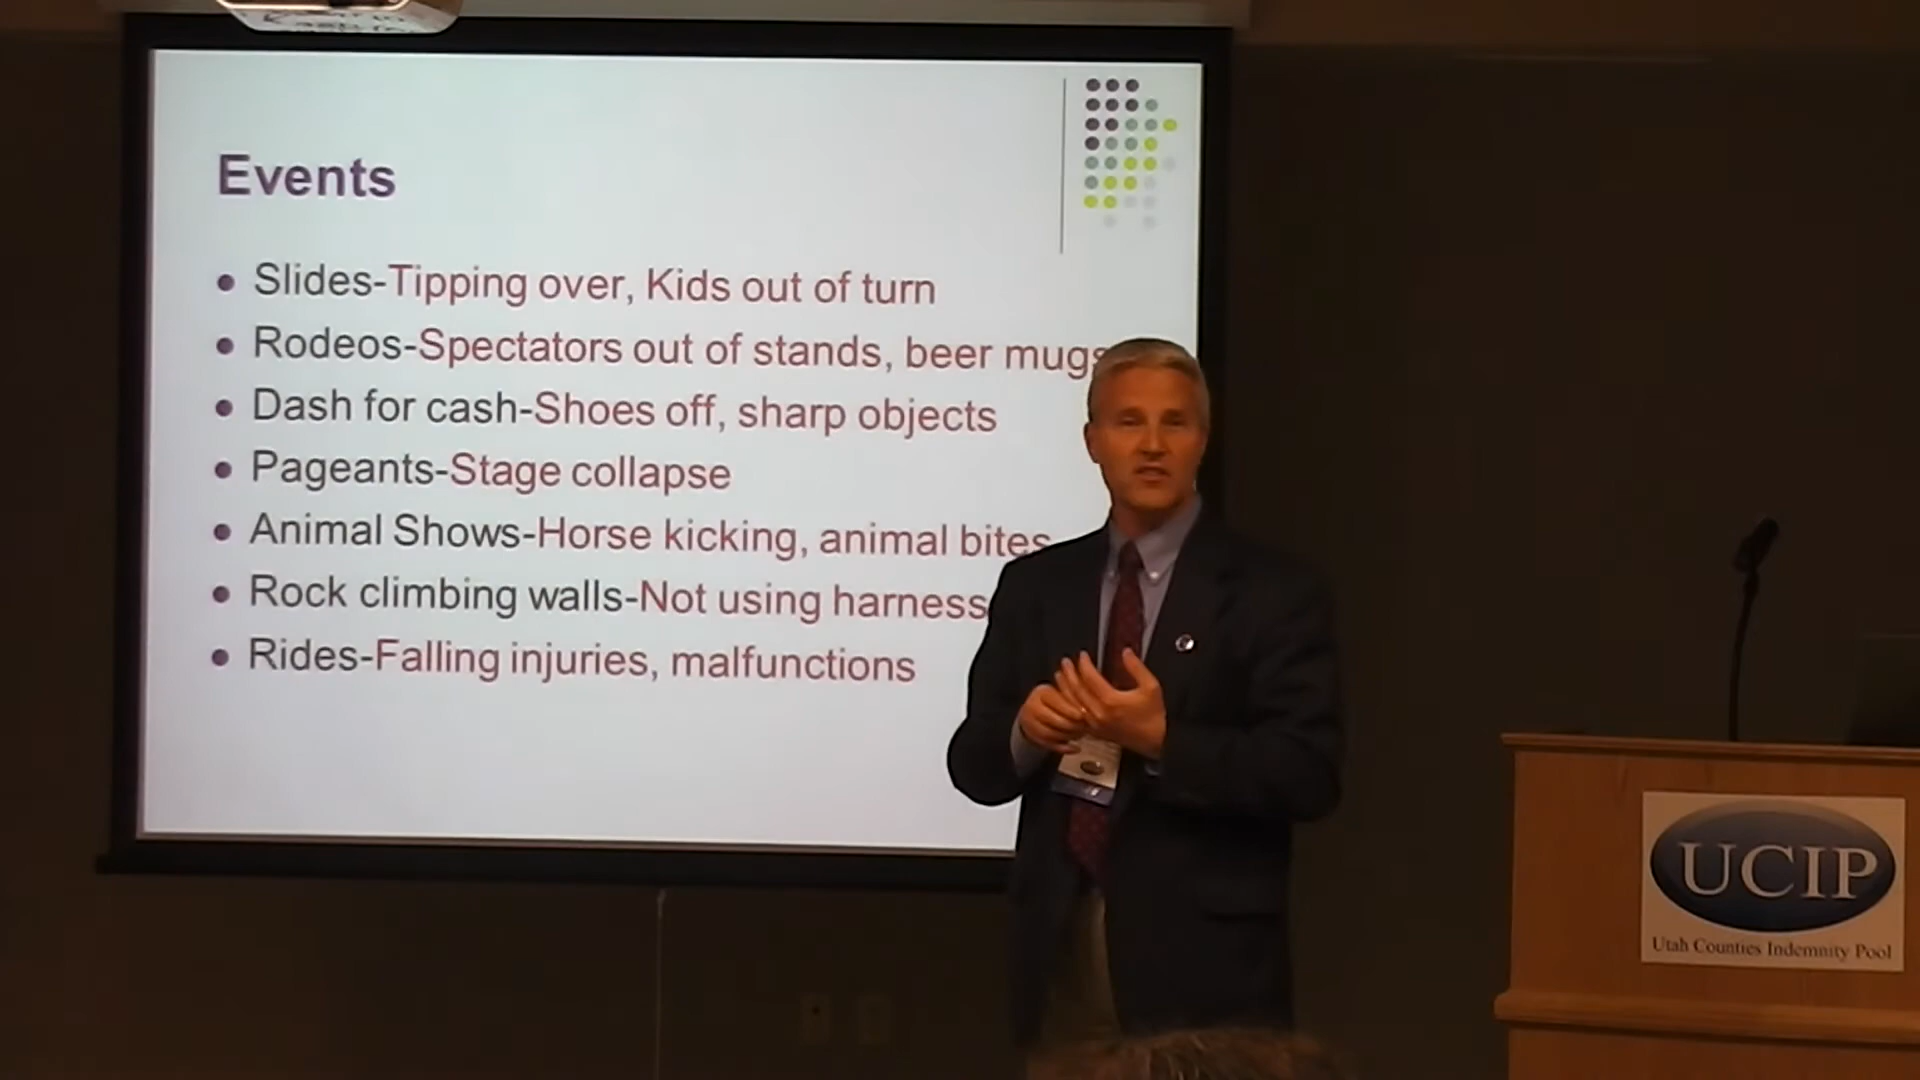 Events
• Slides-Tipping over, Kids out of turn
• Rodeos-Spectators out of stands, beer mugs
• Dash for cash-Shoes off, sharp objects
• Pageants-Stage collapse
• Animal Shows-Horse kicking, animal bites
• Rock climbing walls-Not using harness
• Rides-Falling injuries, malfunctions
UCIP
Utah Counties Indemnity Pool